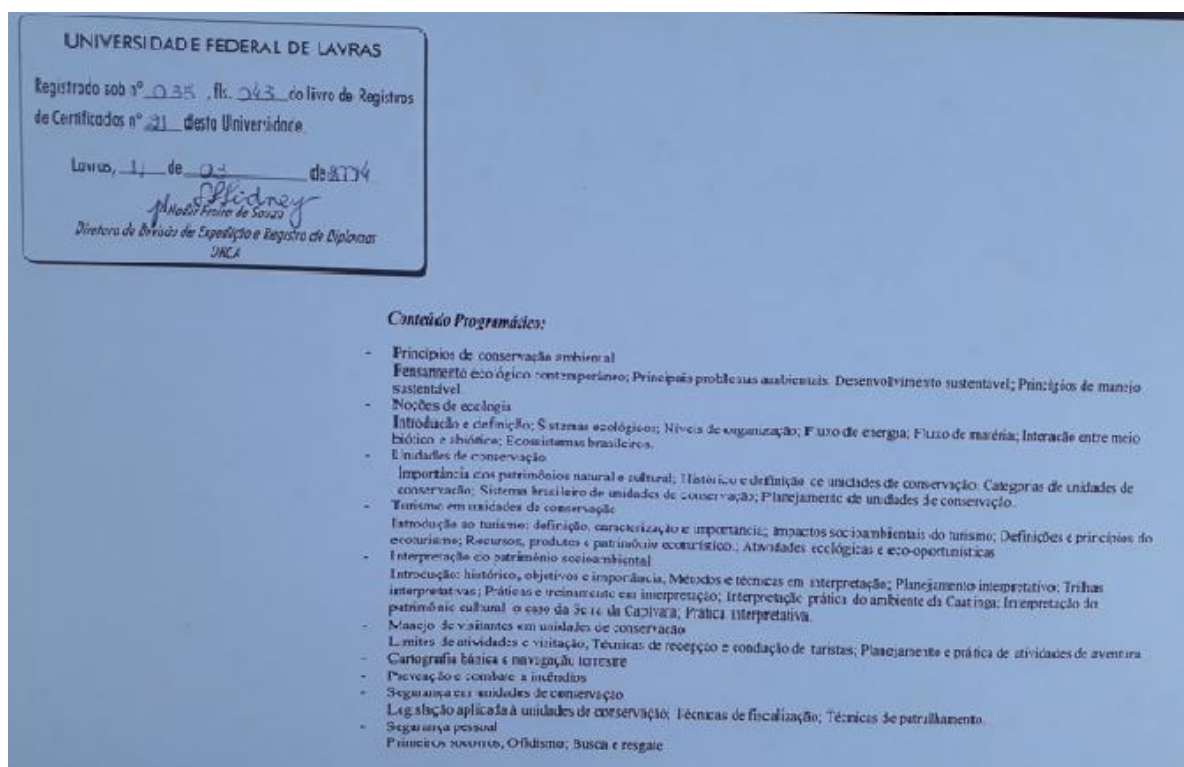 UNIVERSIDADE FEDERAL DE LAVRAS
Registrado sob nº 035, fls. 043 do livro de Registros
de Certificados nº 21 desta Universidade.
Lavras, de de
Nadir Freire de Souza
Diretora da Divisão de Expedição e Registro de Diplomas
DRCA
Conteúdo Programático:
- Princípios de conservação ambiental
Pensamento ecológico contemporâneo; Principais problemas ambientais. Desenvolvimento sustentável; Princípios de manejo
sustentável
- Noções de ecologia
Introdução e definição; Sistemas ecológicos; Níveis de organização; Fluxo de energia; Fluxo de matéria; Interação entre meio
biótico e abiótico; Ecossistemas brasileiros.
- Unidades de conservação
Importância dos patrimônios natural e cultural; Histórico e definição de unidades de conservação. Categorias de unidades de
conservação; Sistema brasileiro de unidades de conservação; Planejamento de unidades de conservação.
- Turismo em unidades de conservação
Introdução ao turismo: definição, caracterização e importância; Impactos socioambientais do turismo; Definições e princípios do
ecoturismo; Recursos, produtos e patrimônio ecoturístico.; Atividades ecológicas e eco-oportunísticas
- Interpretação do patrimônio socioambiental
Introdução: histórico, objetivos e importância, Métodos e técnicas em interpretação; Planejamento interpretativo; Trilhas
interpretativas; Práticas e treinamento em interpretação; Interpretação prática do ambiente da Caatinga; Interpretação do
patrimônio cultural o caso da Serra da Capivara; Prática interpretativa.
- Manejo de visitantes em unidades de conservação
Limites de atividades e visitação, Técnicas de recepção e condução de turistas; Planejamento e prática de atividades de aventura
- Cartografia básica e navegação terrestre
- Prevenção e combate a incêndios
- Segurança em unidades de conservação
Legislação aplicada à unidades de conservação; Técnicas de fiscalização; Técnicas de patrulhamento.
- Segurança pessoal
Primeiros socorros, Ofidismo; Busca e resgate